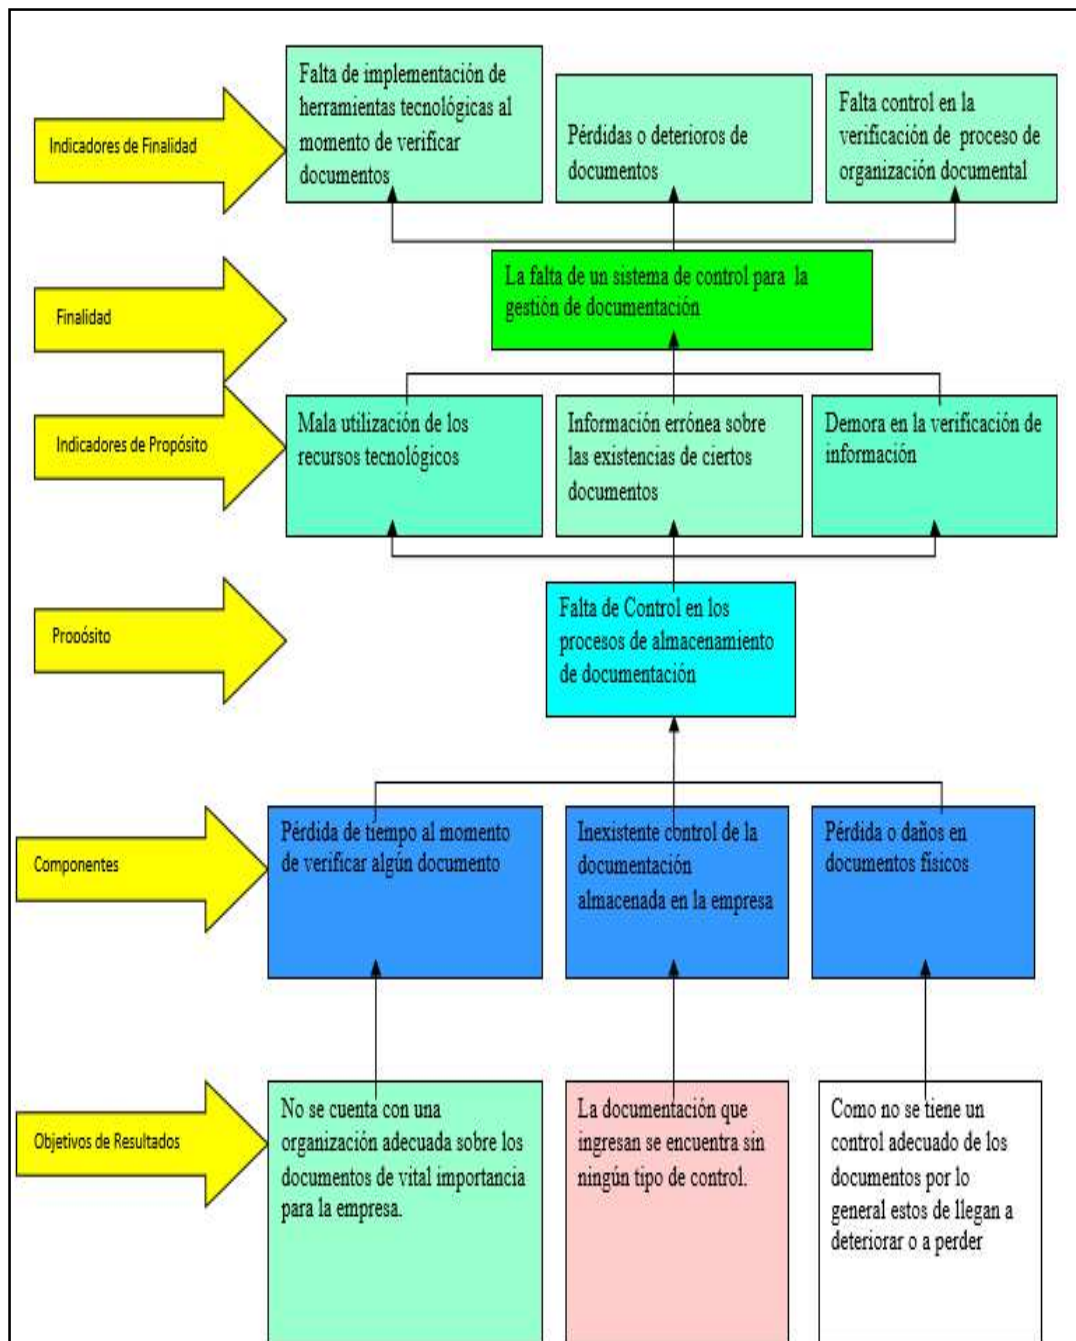 Indicadores de Finalidad
Falta de implementación de
herramientas tecnológicas al
momento de verificar
documentos
Pérdidas o deterioros de
documentos
Falta control en la
verificación de  proceso de
organización documental
Finalidad
La falta de un sistema de control para  la
gestión de documentación
Indicadores de Propósito
Mala utilización de los
recursos tecnológicos
Información errónea sobre
las existencias de ciertos
documentos
Demora en la verificación de
información
Propósito
Falta de Control en los
procesos de almacenamiento
de documentación
Componentes
Pérdida de tiempo al momento
de verificar algún documento
Inexistente control de la
documentación
almacenada en la empresa
Pérdida o daños en
documentos físicos
Objetivos de Resultados
No se cuenta con una
organización adecuada sobre los
documentos de vital importancia
para la empresa.
La documentación que
ingresan se encuentra sin
ningún tipo de control.
Como no se tiene un
control adecuado de los
documentos por lo
general estos de llegan a
deteriorar o a perder